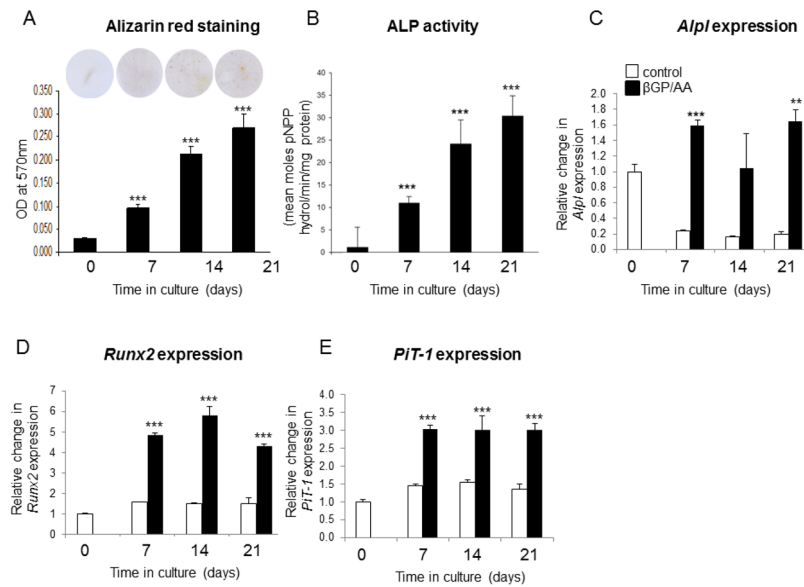 A Alizarin red staining
OD at 570nm
0.350
0.300
0.250
0.200
0.150
0.100
0.050
0.000
***
***
***
0 7 14 21
Time in culture (days)
B ALP activity
(mean moles pNPP
hydrol/min/mg protein)
40
35
30
25
20
15
10
5
0
***
***
***
0 7 14 21
Time in culture (days)
C Alpl expression
control
βGP/AA
Relative change in
Alpl expression
2.0
1.8
1.6
1.4
1.2
1.0
0.8
0.6
0.4
0.2
0.0
***
**
0 7 14 21
Time in culture (days)
D Runx2 expression
Relative change in
Runx2 expression
7
6
5
4
3
2
1
0
***
***
***
0 7 14 21
Time in culture (days)
E PiT-1 expression
Relative change in
PiT-1 expression
4.0
3.5
3.0
2.5
2.0
1.5
1.0
0.5
0.0
***
***
***
0 7 14 21
Time in culture (days)